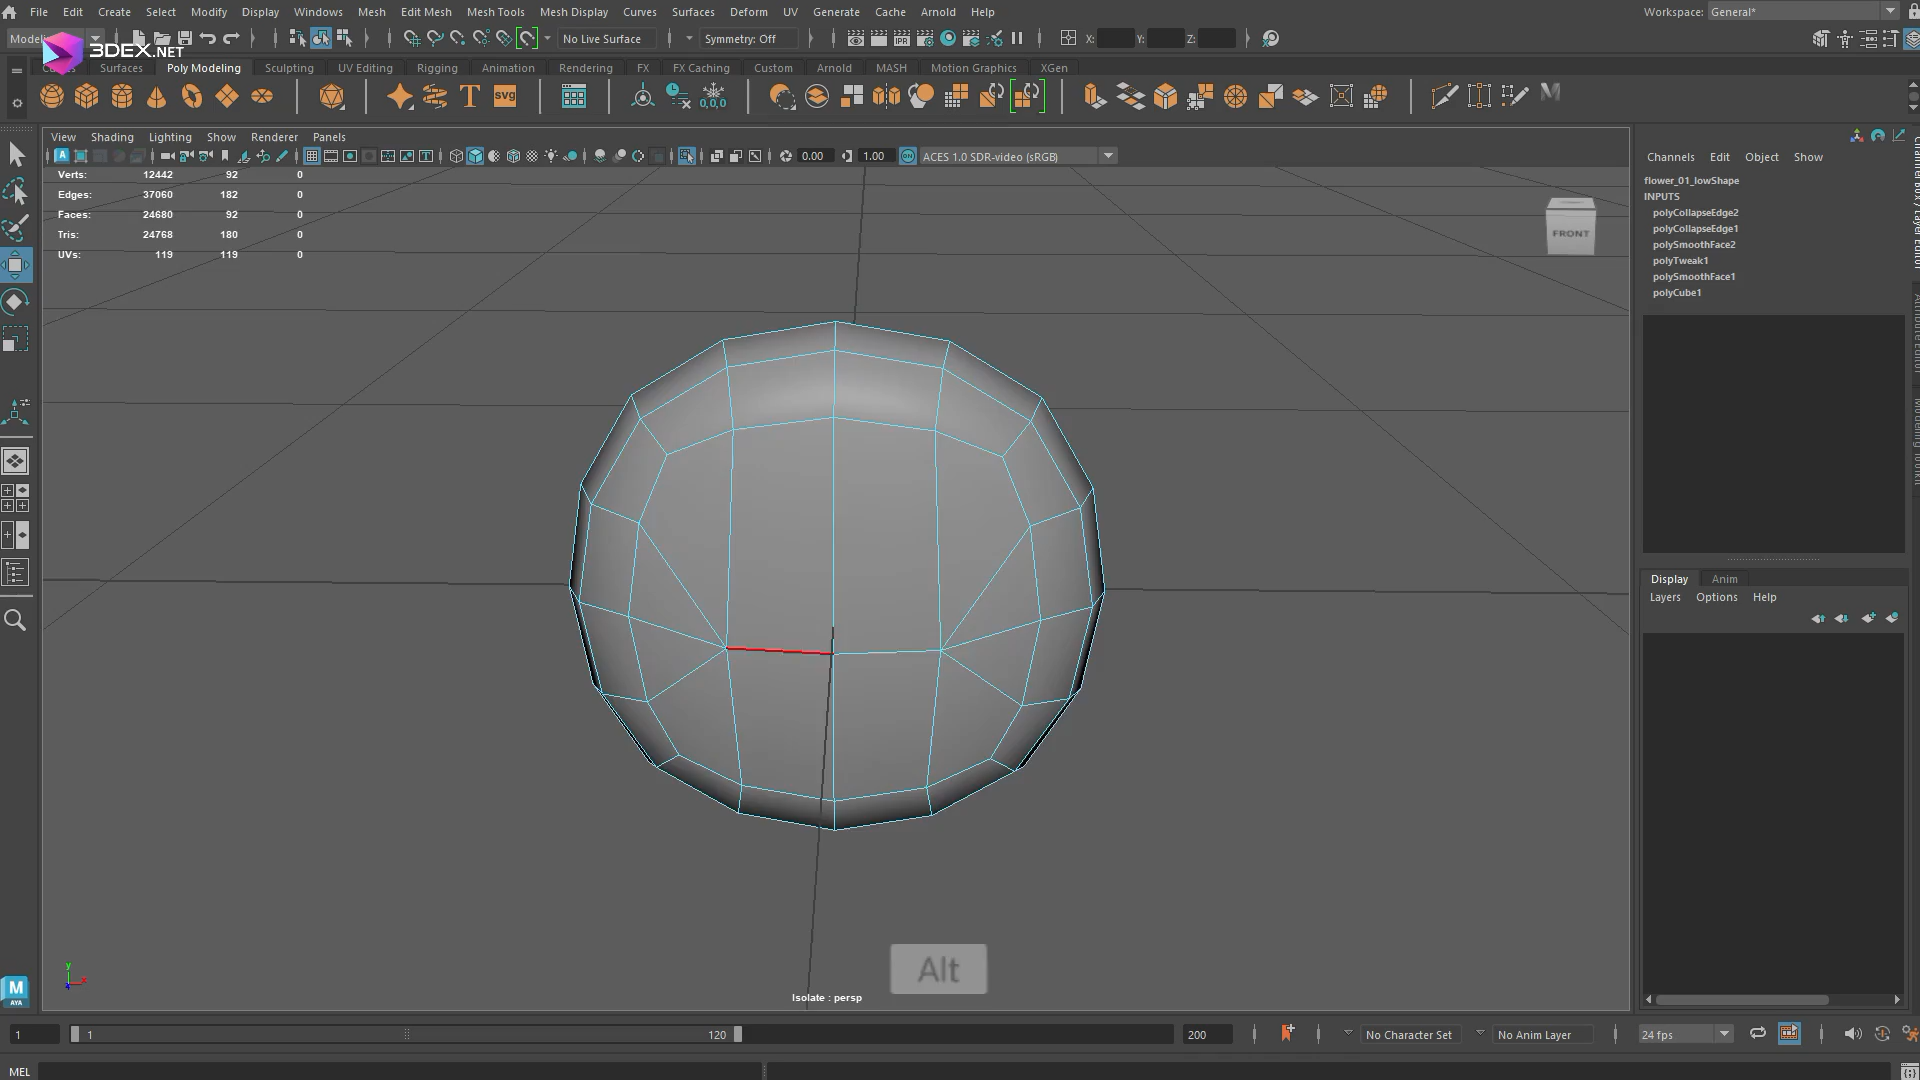 File Edit Create Select Modify Display Windows Mesh Edit Mesh Mesh Tools Mesh Display Curves Surfaces Deform UV Generate Cache Arnold Help
Workspace: General*
3DEX.NET
No Live Surface
Symmetry: Off
X:
Y:
Z:
Surfaces Poly Modeling Sculpting UV Editing Rigging Animation Rendering FX FX Caching Custom Arnold MASH Motion Graphics XGen
IPR
T
SVG
0,0,0
View Shading Lighting Show Renderer Panels
0.00
1.00
ACES 1.0 SDR-video (sRGB)
Verts: 12442 92 0
Edges: 37060 182 0
Faces: 24680 92 0
Tris: 24768 180 0
UVs: 119 119 0
FRONT
Channels Edit Object Show
flower_01_lowShape
INPUTS
polyCollapseEdge2
polyCollapseEdge1
polySmoothFace2
polyTweak1
polySmoothFace1
polyCube1
Display Anim
Layers Options Help
Alt
Isolate : persp
y
x
M
AYA
1
1
120
200
No Character Set
No Anim Layer
24 fps
MEL